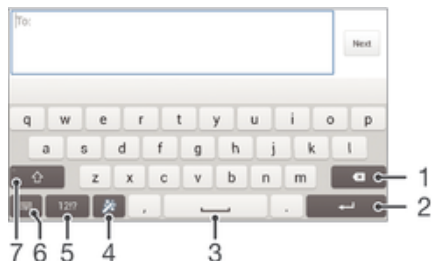 To:
Next
q w e r t y u i o p
a s d f g h j k l
z x c v b n m 1
12!? , . 2
7 6 5 4 3